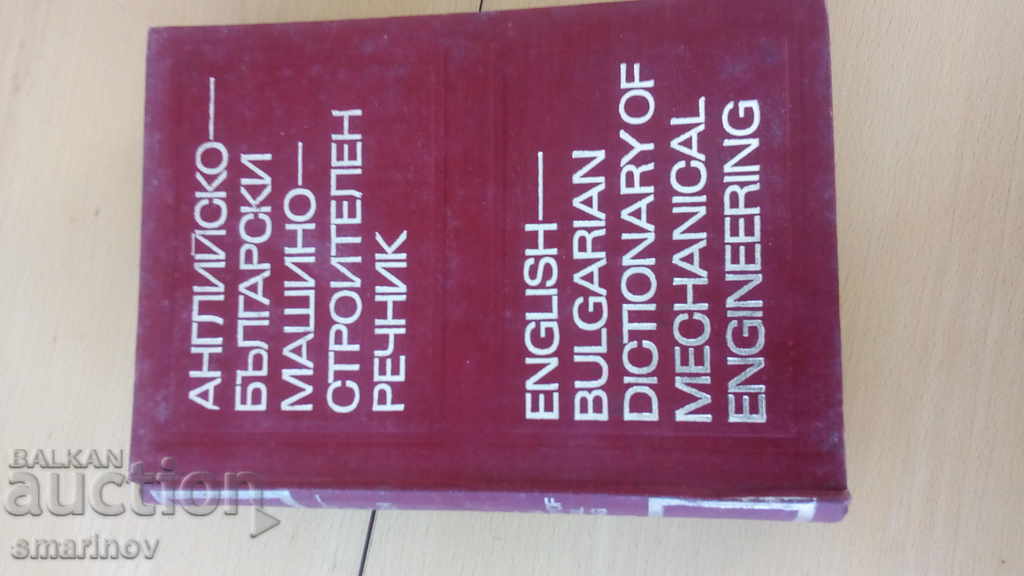 АНГЛИЙСКО—
БЪЛГАРСКИ
МАШИНО—
СТРОИТЕЛЕН
РЕЧНИК
ENGLISH—
BULGARIAN
DICTIONARY OF
MECHANICAL
ENGINEERING
BALKAN
auction
smarinov